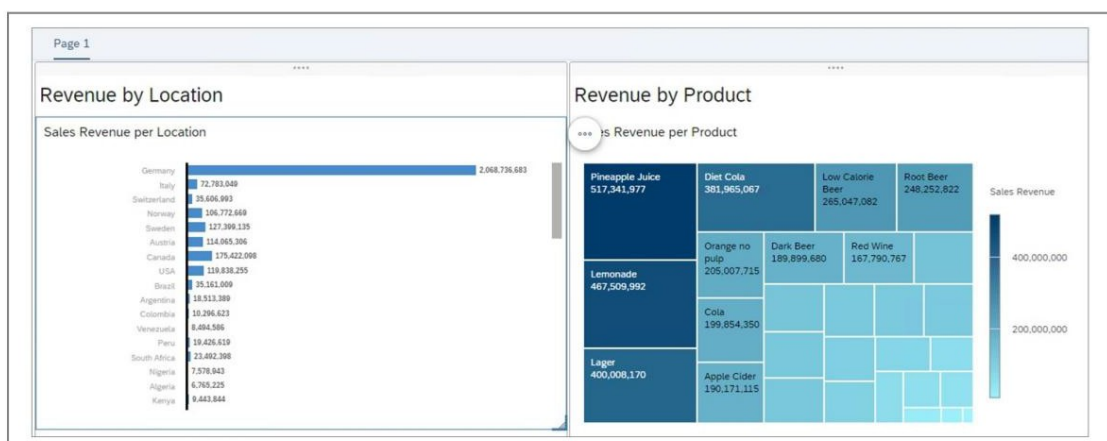 Page 1
Revenue by Location
Sales Revenue per Location
Germany 2,068,736,683
Italy 72,783,049
Switzerland 35,606,993
Norway 106,772,669
Sweden 127,399,135
Austria 114,065,306
Canada 175,422,098
USA 119,838,255
Brazil 35,161,009
Argentina 18,513,389
Colombia 10,296,623
Venezuela 8,494,586
Peru 19,426,619
South Africa 23,492,398
Nigeria 7,578,943
Algeria 6,765,225
Kenya 9,443,844
Revenue by Product
es Revenue per Product
Pineapple Juice
517,341,977
Lemonade
467,509,992
Lager
400,008,170
Diet Cola
381,965,067
Low Calorie
Beer
265,047,082
Root Beer
248,252,822
Orange no
pulp
205,007,715
Dark Beer
189,899,680
Red Wine
167,790,767
Cola
199,854,350
Apple Cider
190,171,115
Sales Revenue
400,000,000
200,000,000